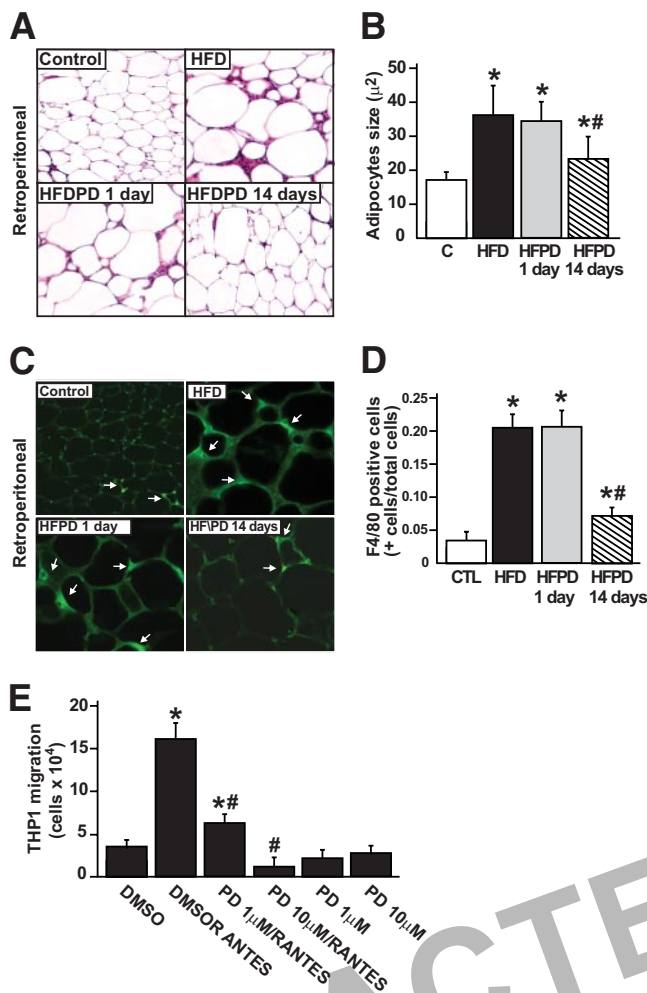 A
Control
HFD
HFDPD 1 day
HFDPD 14 days
Retroperitoneal
B
Adipocytes size (μ2)
50
40
30
20
10
0
*
*
*#
C
HFD
HFPD
1 day
HFPD
14 days
C
Control
HFD
HFPD 1 day
HF\PD 14 days
Retroperitoneal
D
F4/80 positive cells
(+ cells/total cells)
0.20
0.25
0.15
0.10
0.05
0
*
*
*#
CTL
HFD
HFPD
1 day
HFPD
14 days
E
THP1 migration
(cells x 10⁴)
20
15
10
5
0
*
*#
#
DMSO
DMSOR ANTES
PD 1μM/RANTES
PD 10μM/RANTES
PD 1μM
PD 10μM
ACTE